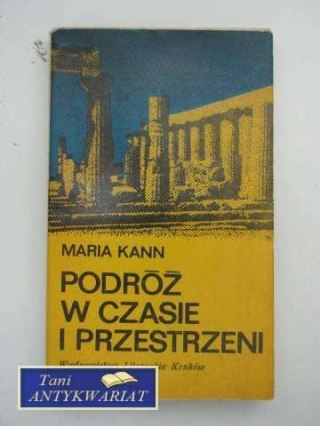 MARIA KANN
PODRÓŻ
W CZASIE
I PRZESTRZENI
Wydawnictwo Literackie Kraków
Tani
ANTYKWARIAT